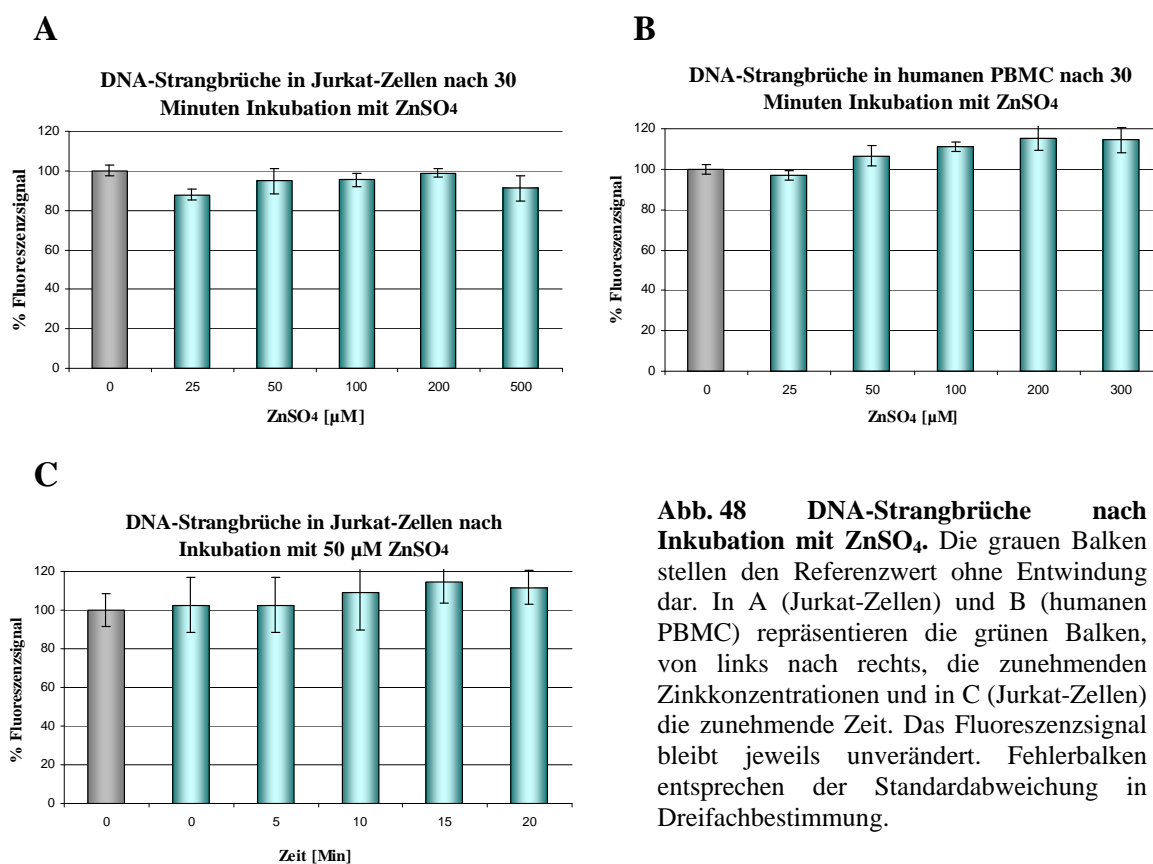 A
DNA-Strangbrüche in Jurkat-Zellen nach 30
Minuten Inkubation mit ZnSO4
% Fluoreszenzsignal
120
100
80
60
40
20
0
0 25 50 100 200 500
ZnSO4 [µM]
B
DNA-Strangbrüche in humanen PBMC nach 30
Minuten Inkubation mit ZnSO4
% Fluoreszenzsignal
120
100
80
60
40
20
0
0 25 50 100 200 300
ZnSO4 [µM]
C
DNA-Strangbrüche in Jurkat-Zellen nach
Inkubation mit 50 µM ZnSO4
% Fluoreszenzsignal
120
100
80
60
40
20
0
0 0 5 10 15 20
Zeit [Min]
Abb. 48 DNA-Strangbrüche nach
Inkubation mit ZnSO4. Die grauen Balken
stellen den Referenzwert ohne Entwindung
dar. In A (Jurkat-Zellen) und B (humanen
PBMC) repräsentieren die grünen Balken,
von links nach rechts, die zunehmenden
Zinkkonzentrationen und in C (Jurkat-Zellen)
die zunehmende Zeit. Das Fluoreszenzsignal
bleibt jeweils unverändert. Fehlerbalken
entsprechen der Standardabweichung in
Dreifachbestimmung.